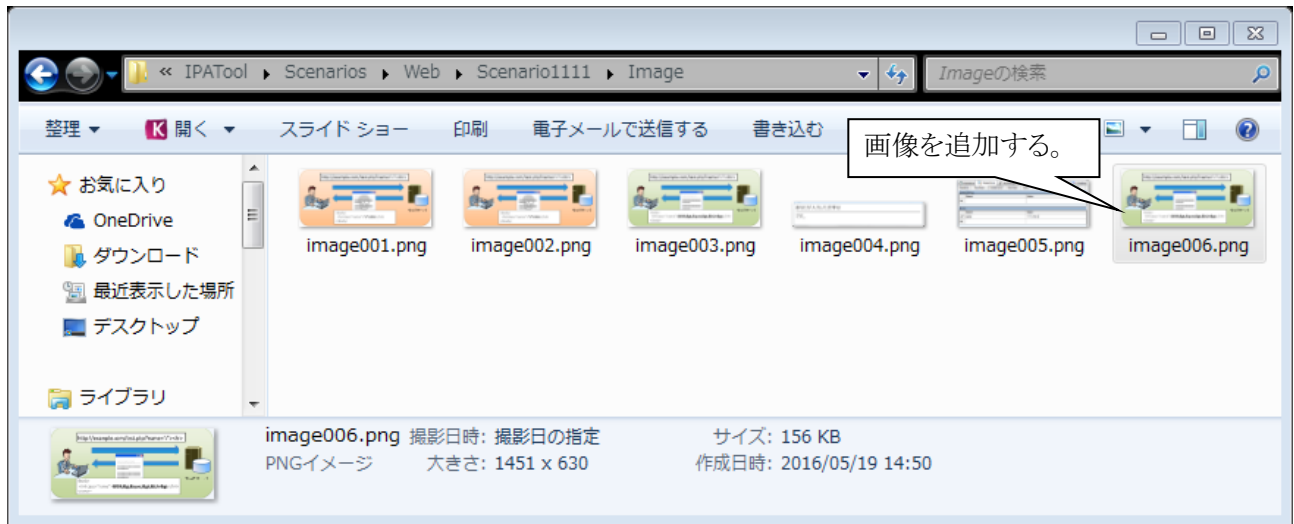 « IPATool ▸ Scenarios ▸ Web ▸ Scenario1111 ▸ Image
Imageの検索
整理 ▼ 開く ▼ スライド ショー 印刷 電子メールで送信する 書き込む
画像を追加する。
お気に入り
OneDrive
ダウンロード
最近表示した場所
デスクトップ
ライブラリ
image001.png image002.png image003.png image004.png image005.png image006.png
image006.png 撮影日時: 撮影日の指定 サイズ: 156 KB
PNGイメージ 大きさ: 1451 x 630 作成日時: 2016/05/19 14:50